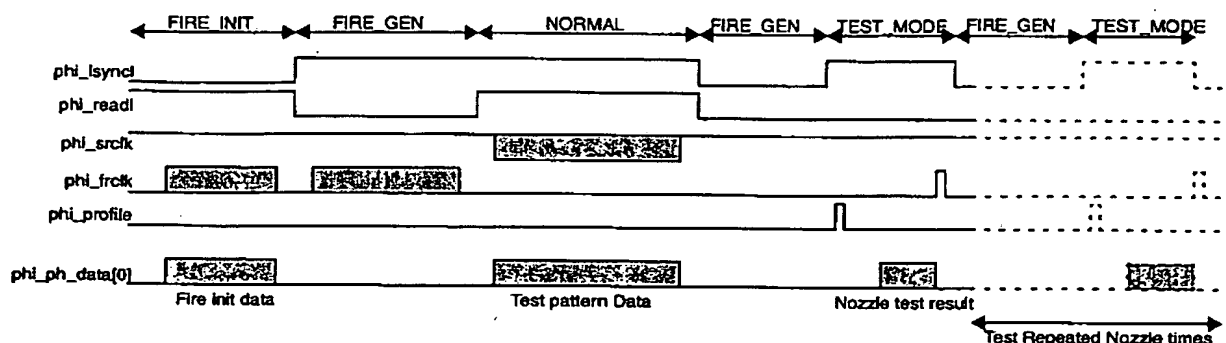 FIRE_INIT FIRE_GEN NORMAL FIRE_GEN TEST_MODE FIRE_GEN TEST_MODE
phi_lsyncl
phi_readl
phi_srclk
phi_frclk
phi_profile
phi_ph_data[0]
Fire init data Test pattern Data Nozzle test result
Test Repeated Nozzle times